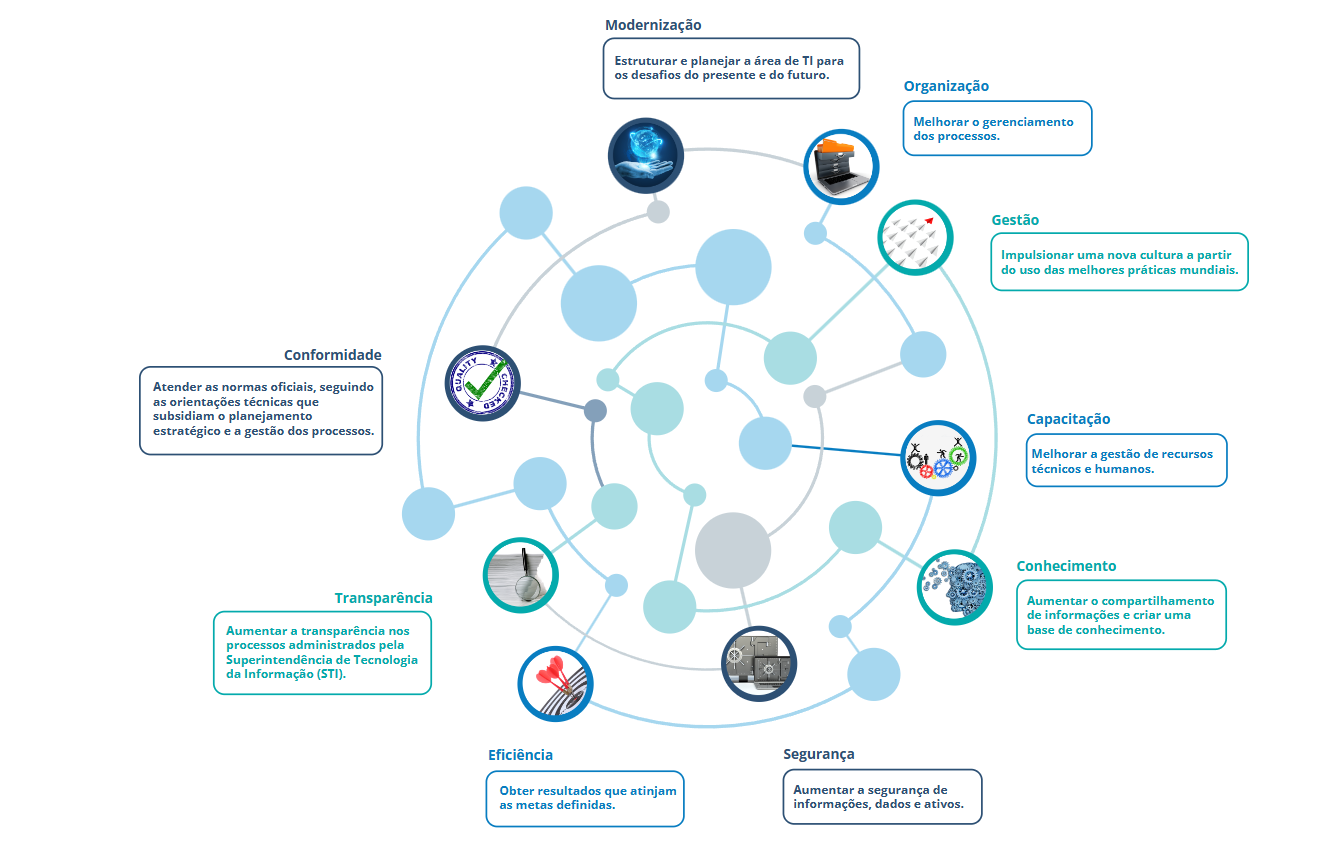 Modernização
Estruturar e planejar a área de TI para
os desafios do presente e do futuro.
Organização
Melhorar o gerenciamento
dos processos.
Gestão
Impulsionar uma nova cultura a partir
do uso das melhores práticas mundiais.
Conformidade
Atender as normas oficiais, seguindo
as orientações técnicas que
subsidiam o planejamento
estratégico e a gestão dos processos.
QUALITY
CHECKED
Capacitação
Melhorar a gestão de recursos
técnicos e humanos.
Conhecimento
Aumentar o compartilhamento
de informações e criar uma
base de conhecimento.
Transparência
Aumentar a transparência nos
processos administrados pela
Superintendência de Tecnologia
da Informação (STI).
Eficiência
Obter resultados que atinjam
as metas definidas.
Segurança
Aumentar a segurança de
informações, dados e ativos.